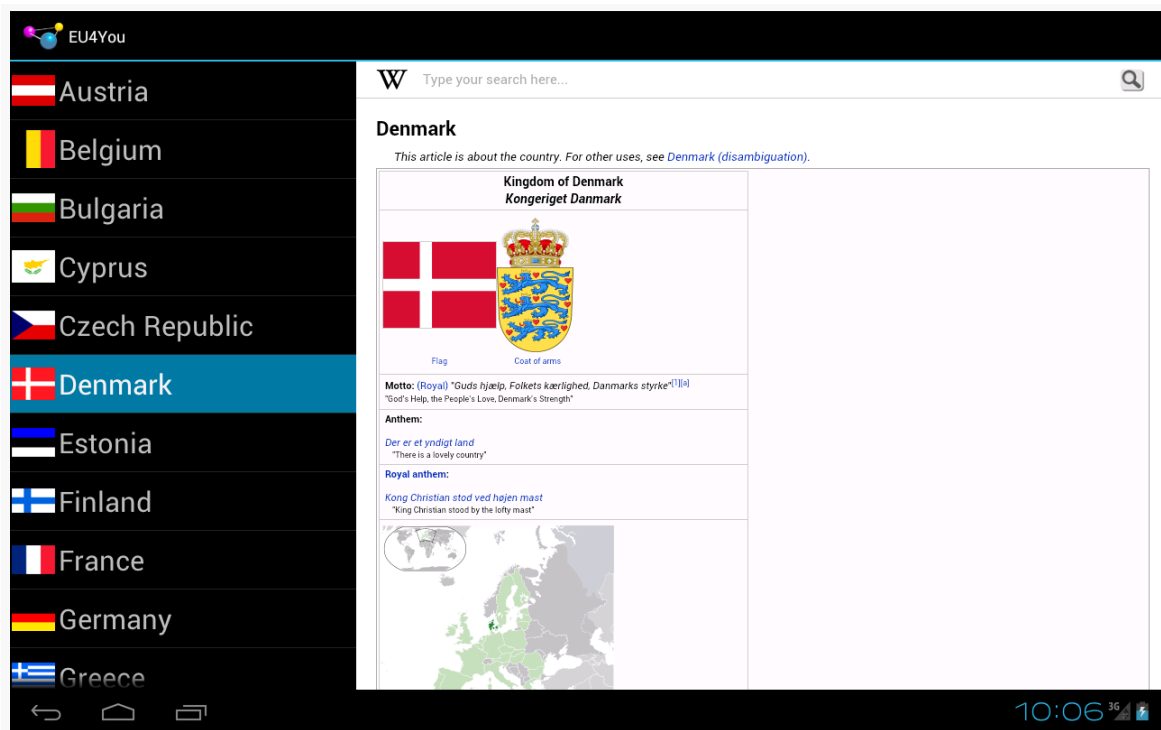 EU4You
Austria
Belgium
Bulgaria
Cyprus
Czech Republic
Denmark
Estonia
Finland
France
Germany
Greece
W Type your search here...
Denmark
This article is about the country. For other uses, see Denmark (disambiguation).
Kingdom of Denmark
Kongeriget Danmark
Flag Coat of arms
Motto: (Royal) "Guds hjælp, Folkets kærlighed, Danmarks styrke"[1][a]
"God's Help, the People's Love, Denmark's Strength"
Anthem:
Der er et yndigt land
"There is a lovely country"
Royal anthem:
Kong Christian stod ved højen mast
"King Christian stood by the lofty mast"
10:06 3G